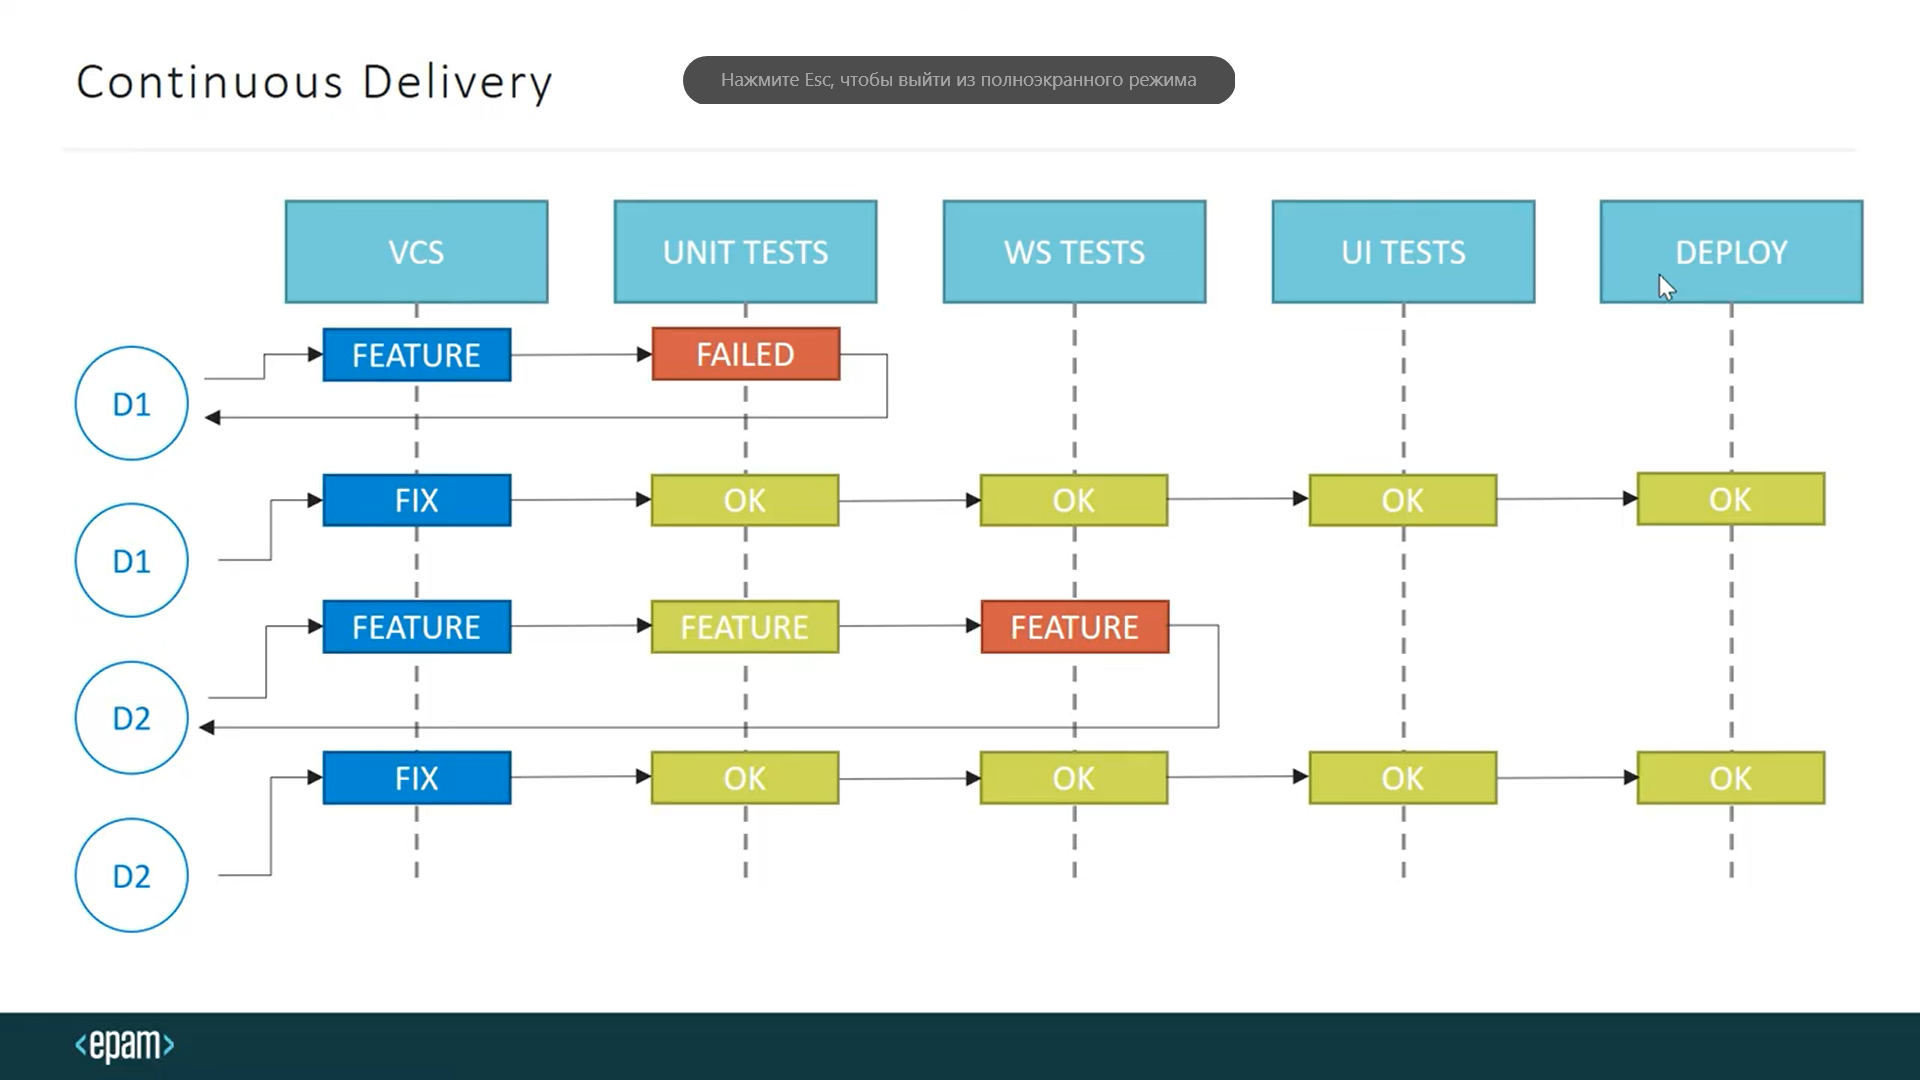 Continuous Delivery
Нажмите Esc, чтобы выйти из полноэкранного режима
VCS
UNIT TESTS
WS TESTS
UI TESTS
DEPLOY
D1
FEATURE
FAILED
D1
FIX
OK
OK
OK
OK
D2
FEATURE
FEATURE
FEATURE
D2
FIX
OK
OK
OK
OK
<epam>